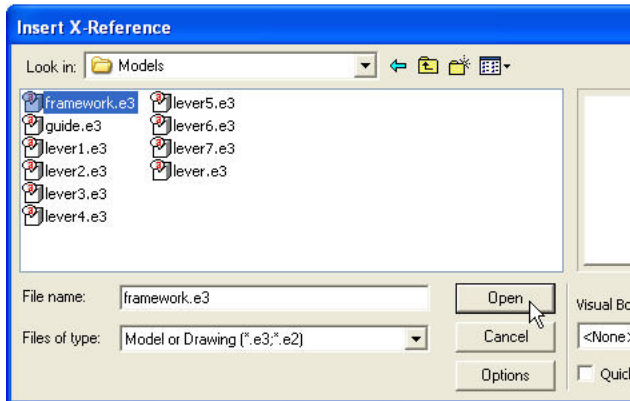 Insert X-Reference
Look in: Models
framework.e3 lever5.e3
guide.e3 lever6.e3
lever1.e3 lever7.e3
lever2.e3 lever.e3
lever3.e3
lever4.e3
File name: framework.e3 Open
Visual Bo
Files of type: Model or Drawing (*.e3;*.e2) Cancel <None>
Options Quic